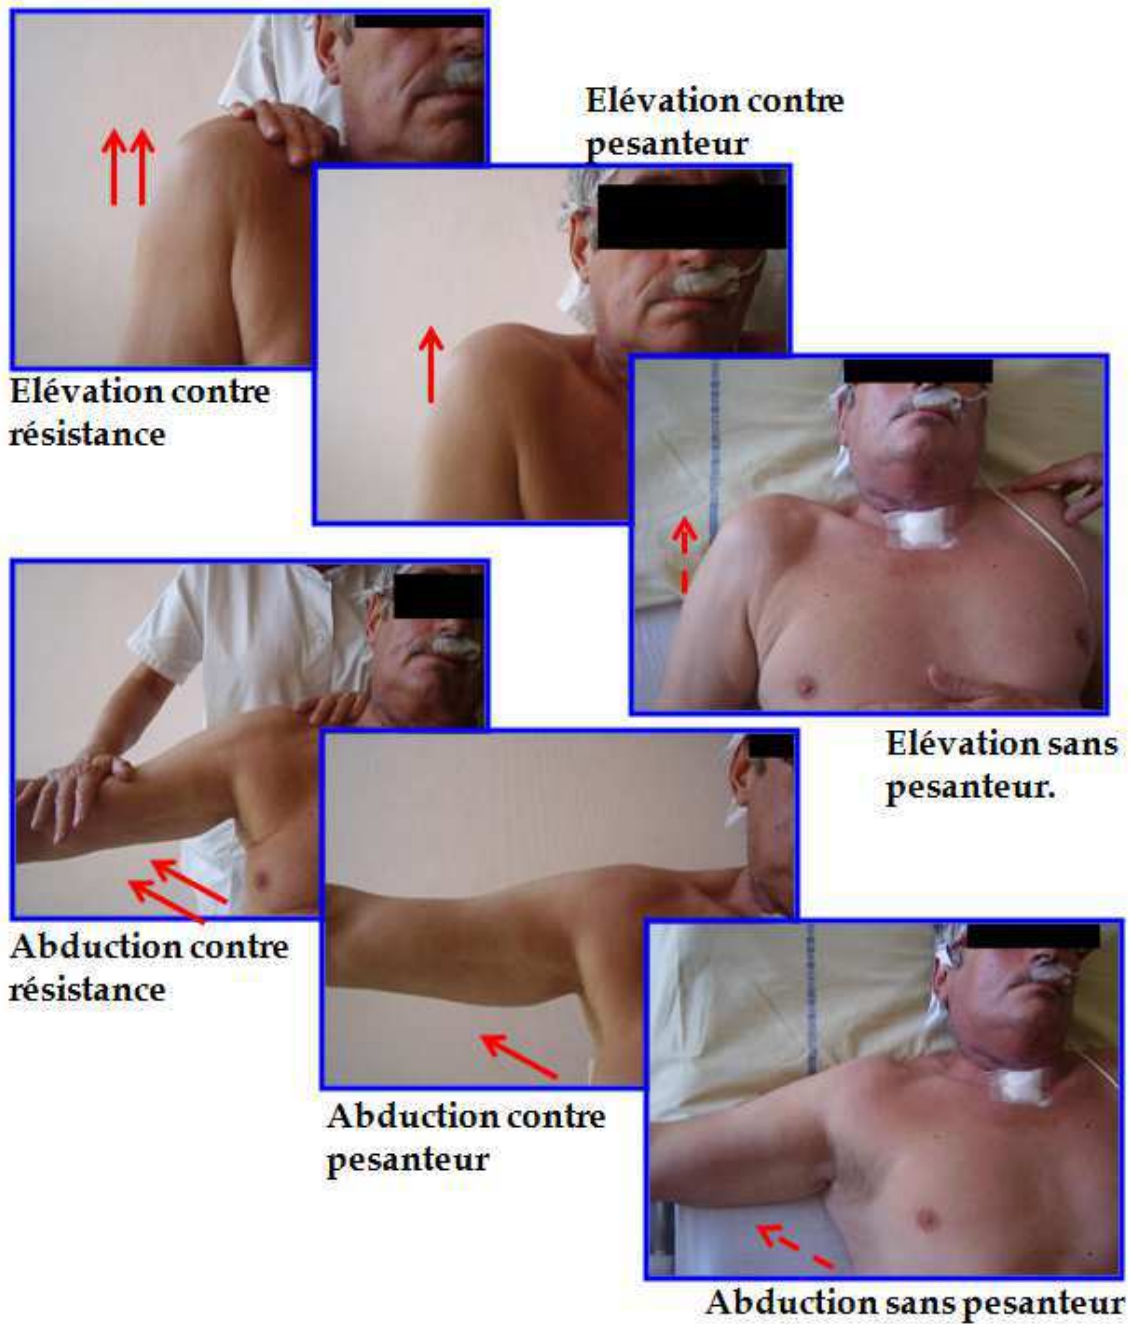 Elévation contre
pesanteur
Elévation contre
résistance
Elévation sans
pesanteur.
Abduction contre
résistance
Abduction contre
pesanteur
Abduction sans pesanteur